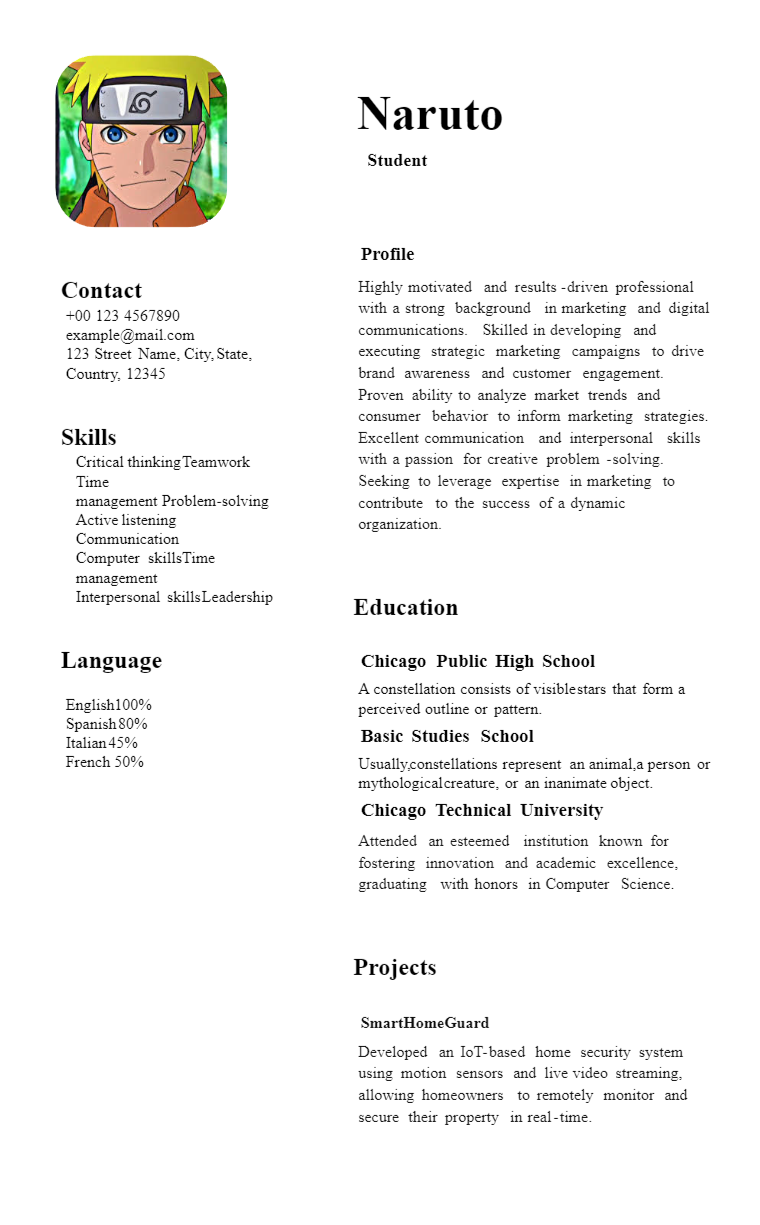 Naruto
Student
Contact
+00 123 4567890
example@mail.com
123 Street Name, City, State,
Country, 12345
Skills
Critical thinkingTeamwork
Time
management Problem-solving
Active listening
Communication
Computer skillsTime
management
Interpersonal skillsLeadership
Language
English100%
Spanish80%
Italian45%
French 50%
Profile
Highly motivated and results -driven professional
with a strong background in marketing and digital
communications. Skilled in developing and
executing strategic marketing campaigns to drive
brand awareness and customer engagement.
Proven ability to analyze market trends and
consumer behavior to inform marketing strategies.
Excellent communication and interpersonal skills
with a passion for creative problem -solving.
Seeking to leverage expertise in marketing to
contribute to the success of a dynamic
organization.
Education
Chicago Public High School
A constellation consists of visiblestars that form a
perceived outline or pattern.
Basic Studies School
Usually,constellations represent an animal,a person or
mythologicalcreature, or an inanimate object.
Chicago Technical University
Attended an esteemed institution known for
fostering innovation and academic excellence,
graduating with honors in Computer Science.
Projects
SmartHomeGuard
Developed an IoT-based home security system
using motion sensors and live video streaming,
allowing homeowners to remotely monitor and
secure their property in real-time.